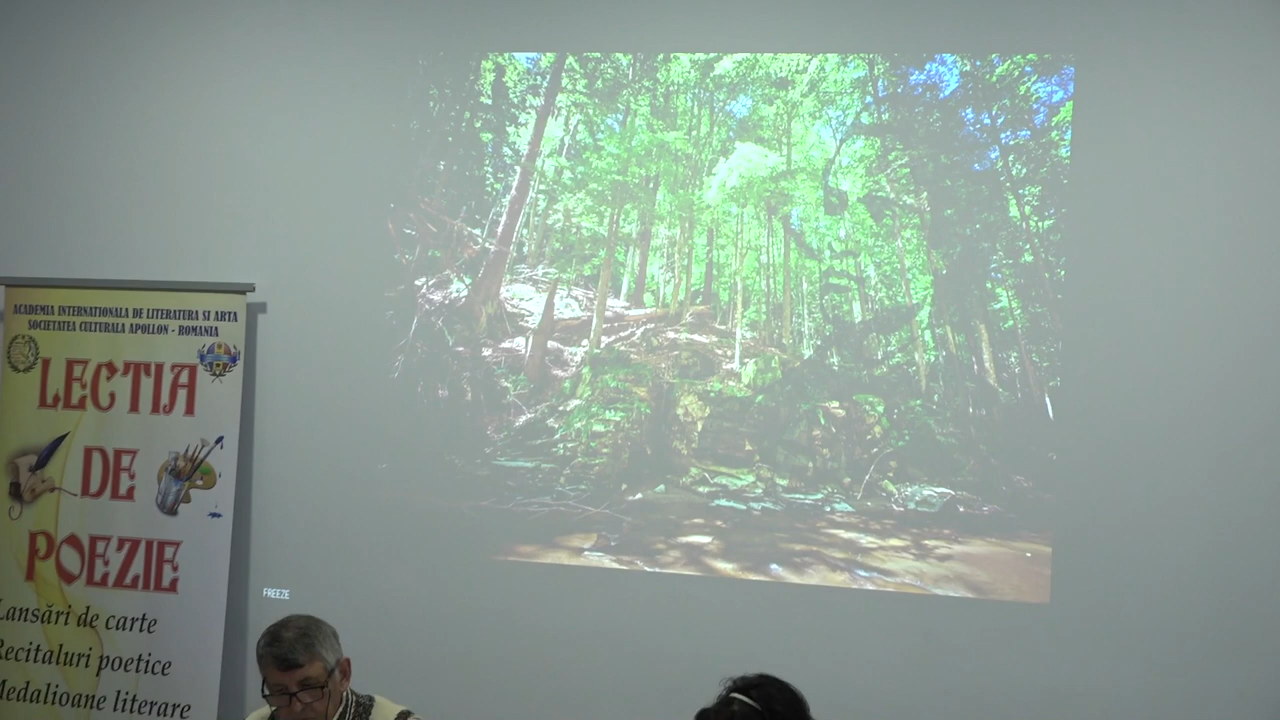 ACADEMIA INTERNATIONALA DE LITERATURA SI ARTA
SOCIETATEA CULTURALA APOLLON - ROMANIA
LECTIA
DE
POEZIE
Lansări de carte
Recitaluri poetice
Medalioane literare
FREEZE